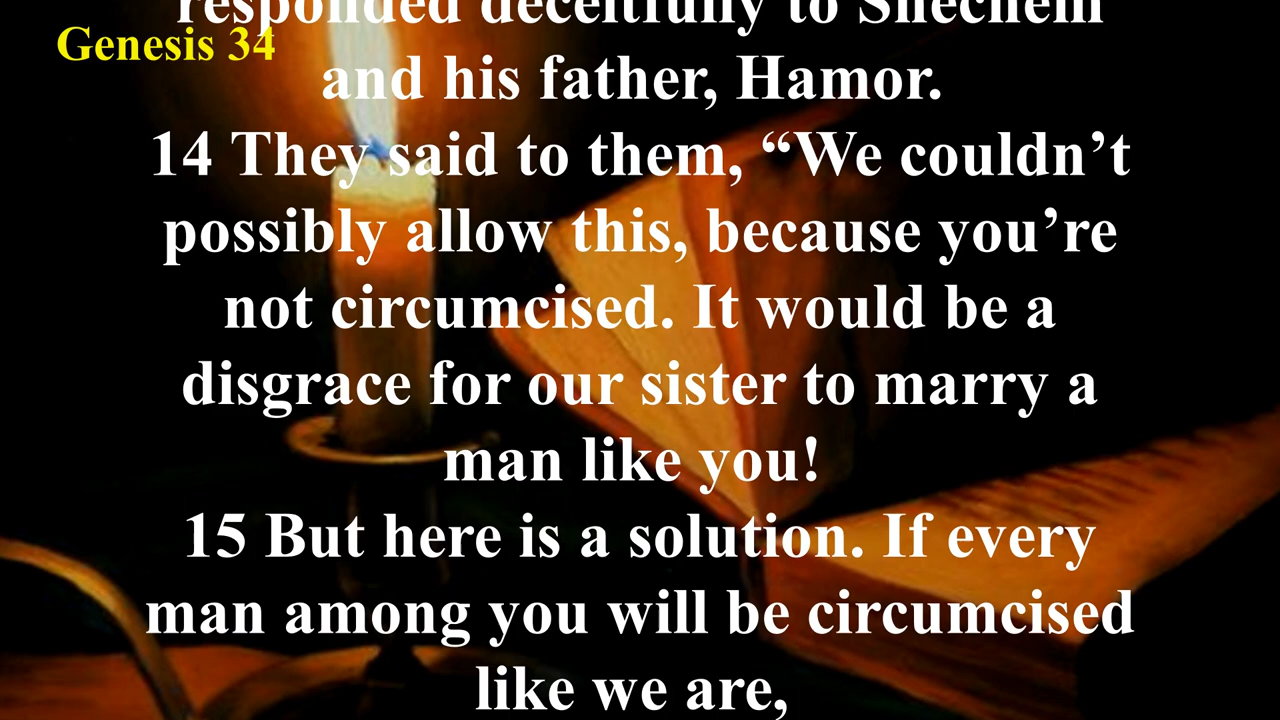 responded deceitfully to Shechem
Genesis 34
and his father, Hamor.
14 They said to them, “We couldn’t
possibly allow this, because you’re
not circumcised. It would be a
disgrace for our sister to marry a
man like you!
15 But here is a solution. If every
man among you will be circumcised
like we are,